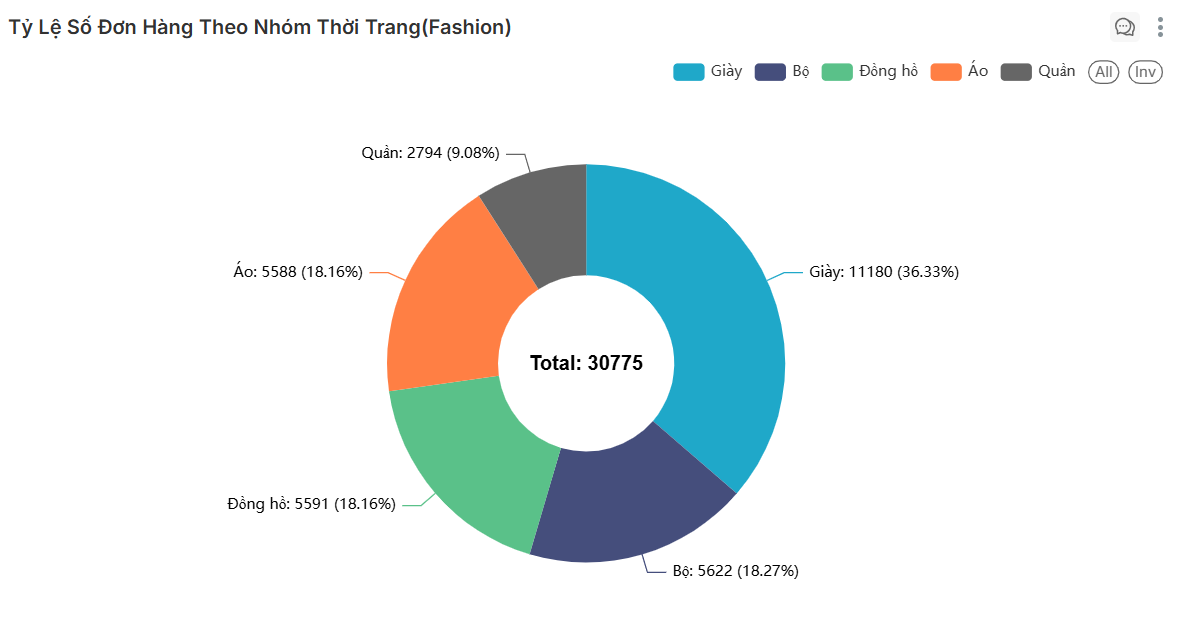 Tỷ Lệ Số Đơn Hàng Theo Nhóm Thời Trang(Fashion)
Giày Bộ Đồng hồ Áo Quần All Inv
Quần: 2794 (9.08%)
Áo: 5588 (18.16%)
Giày: 11180 (36.33%)
Total: 30775
Đồng hồ: 5591 (18.16%)
Bộ: 5622 (18.27%)